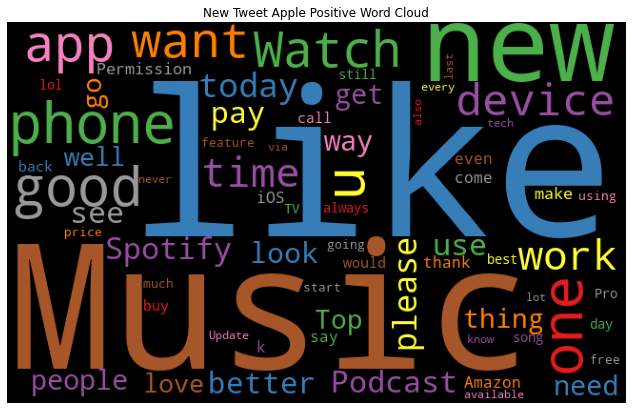 New Tweet Apple Positive Word Cloud
app
want
Watch
new
Permission
lol
go
today
still
get
last
every
device
phone
pay
call
also
tech
way
feature
via
back
well
like
good
time
u
even
come
never
see
iOS
TV
always
make
using
price
Spotify
look
going
would
please
use
thank
best
work
Music
much
buy
start
Top
say
thing
one
lot
Pro
day
Update
k
know
song
free
people
love
better
Podcast
Amazon
available
need